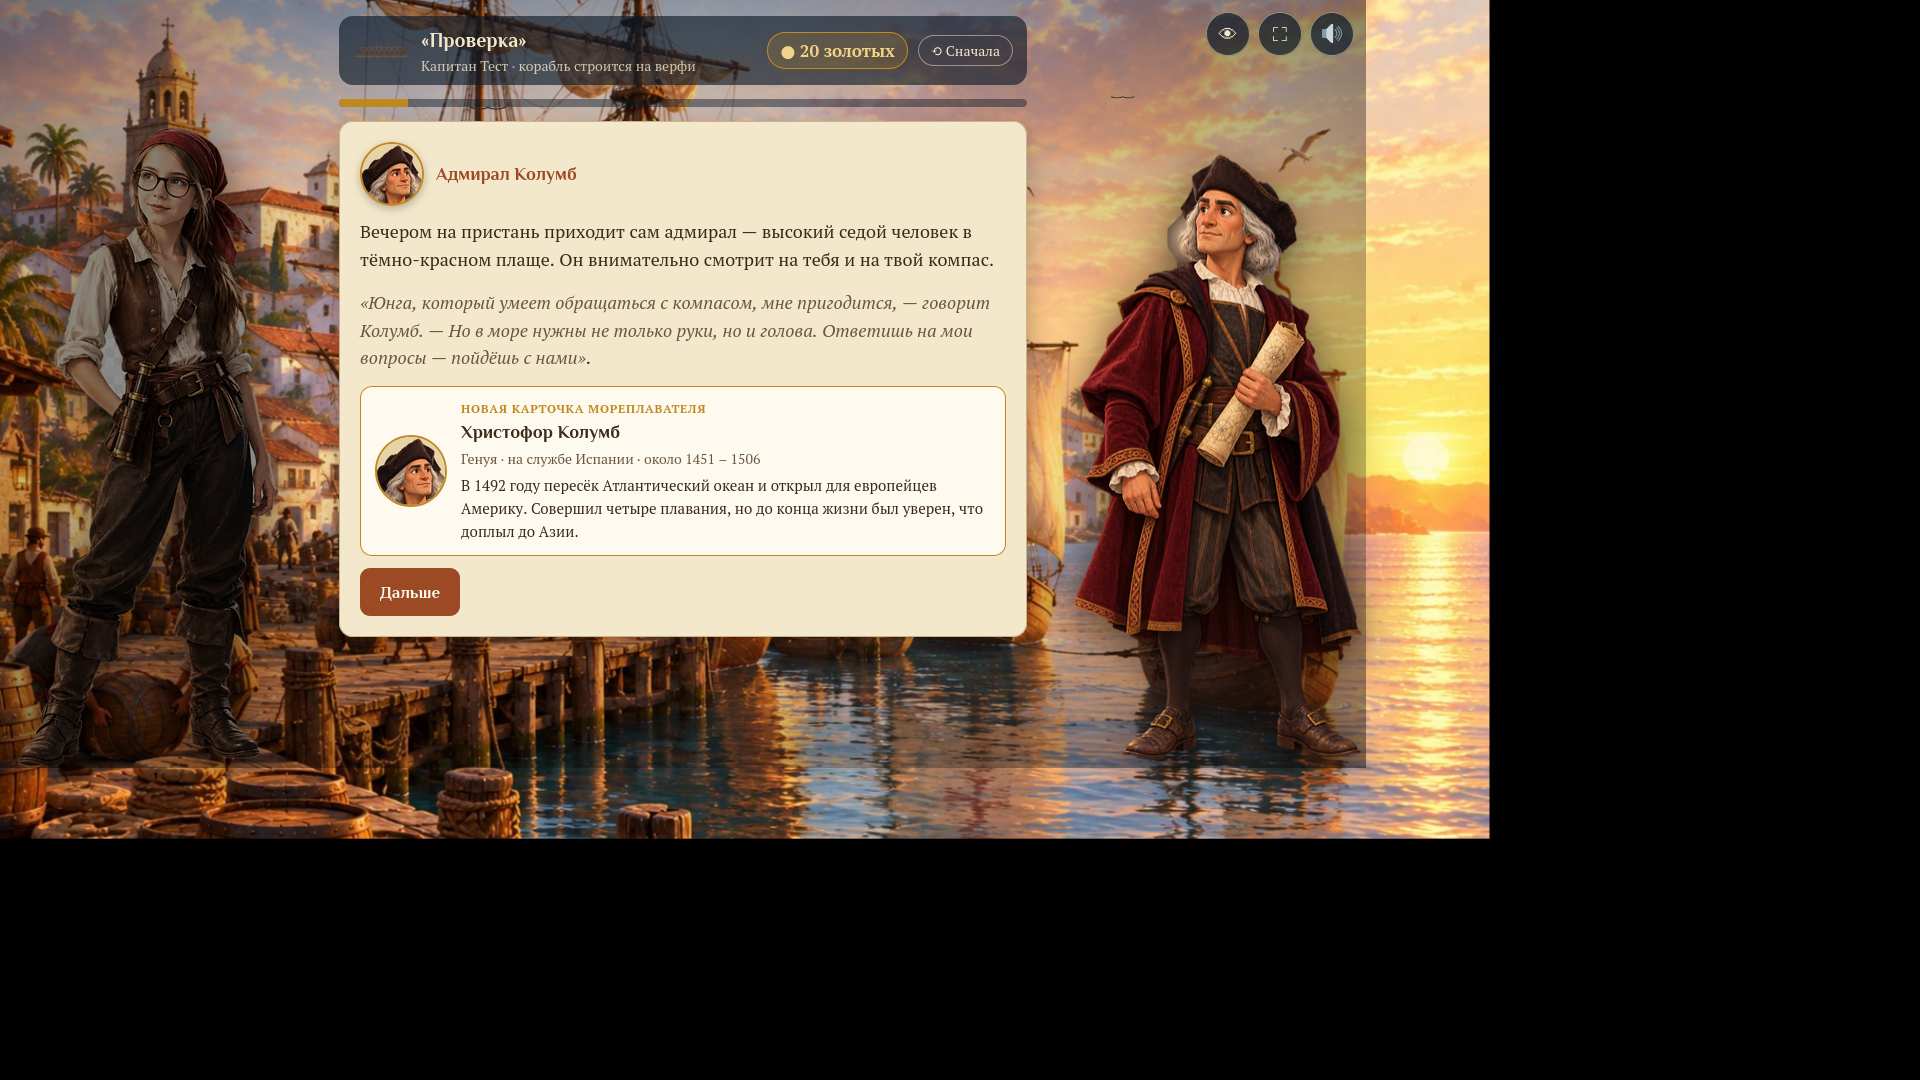 «Проверка»
Капитан Тест · корабль строится на верфи
20 золотых
⟲ Сначала
Адмирал Колумб
Вечером на пристань приходит сам адмирал — высокий седой человек в
тёмно-красном плаще. Он внимательно смотрит на тебя и на твой компас.
«Юнга, который умеет обращаться с компасом, мне пригодится, — говорит
Колумб. — Но в море нужны не только руки, но и голова. Ответишь на мои
вопросы — пойдёшь с нами».
НОВАЯ КАРТОЧКА МОРЕПЛАВАТЕЛЯ
Христофор Колумб
Генуя · на службе Испании · около 1451 – 1506
В 1492 году пересёк Атлантический океан и открыл для европейцев
Америку. Совершил четыре плавания, но до конца жизни был уверен, что
доплыл до Азии.
Дальше